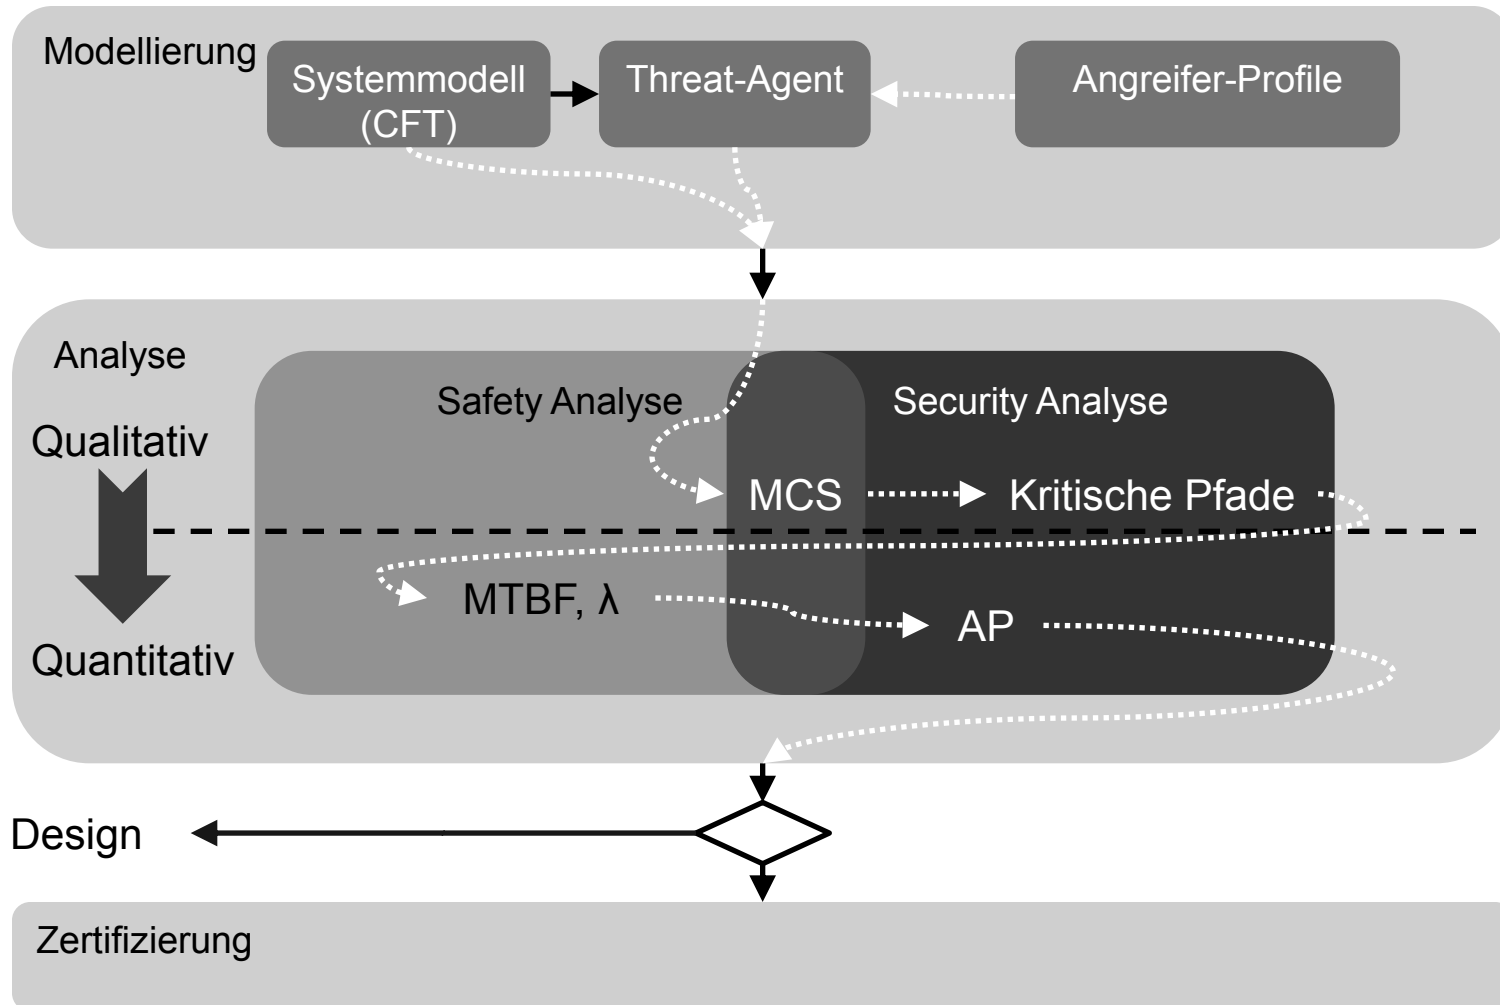 Modellierung
Systemmodell
(CFT)
Threat-Agent
Angreifer-Profile
Analyse
Safety Analyse
Security Analyse
Qualitativ
MCS
Kritische Pfade
MTBF, λ
AP
Quantitativ
Design
Zertifizierung